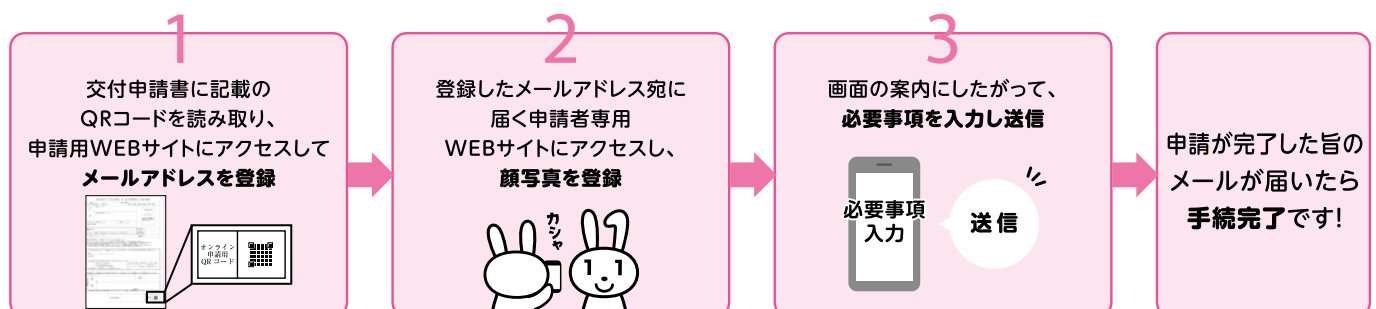 1
交付申請書に記載の
QRコードを読み取り、
申請用WEBサイトにアクセスして
メールアドレスを登録
オンライン
申請用
QRコード
2
登録したメールアドレス宛に
届く申請者専用
WEBサイトにアクセスし、
顔写真を登録
カシャ
3
画面の案内にしたがって、
必要事項を入力し送信
必要事項
入力
送信
申請が完了した旨の
メールが届いたら
手続完了です!